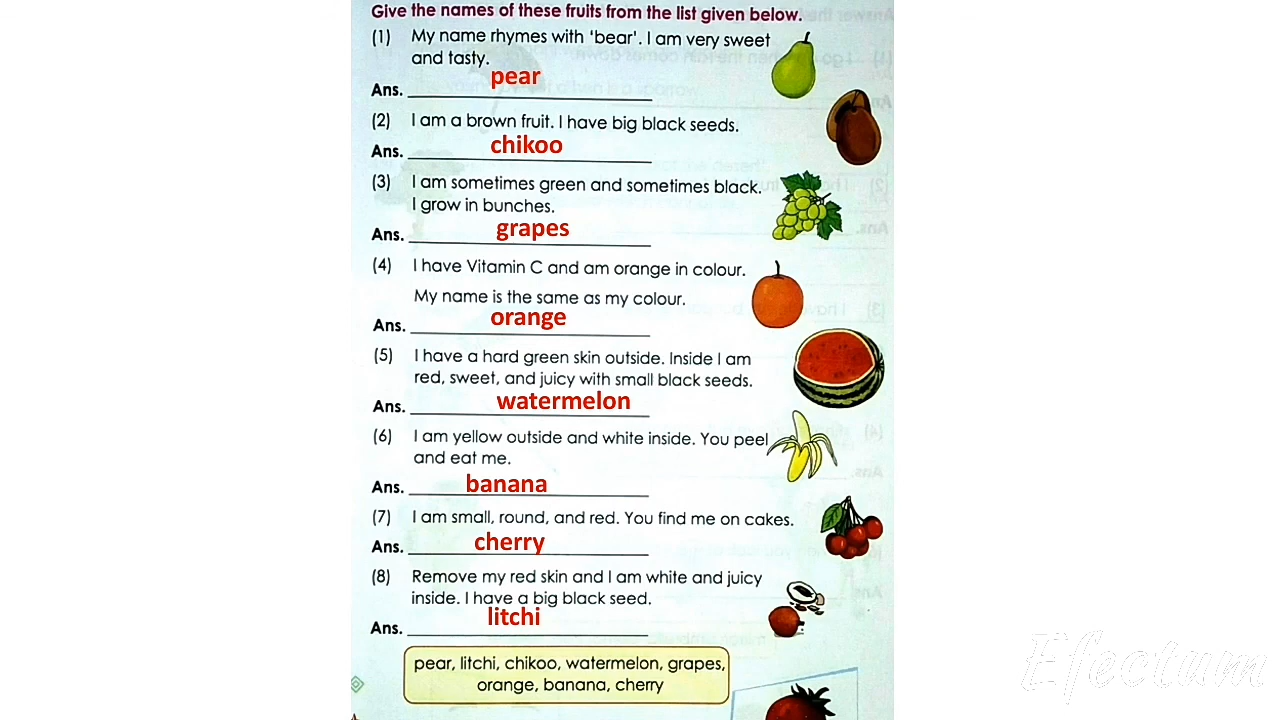 Give the names of these fruits from the list given below.
(1) My name rhymes with ‘bear’. I am very sweet
and tasty.
pear
Ans.
(2) I am a brown fruit. I have big black seeds.
chikoo
Ans.
(3) I am sometimes green and sometimes black.
I grow in bunches.
grapes
Ans.
(4) I have Vitamin C and am orange in colour.
My name is the same as my colour.
orange
Ans.
(5) I have a hard green skin outside. Inside I am
red, sweet, and juicy with small black seeds.
watermelon
Ans.
(6) I am yellow outside and white inside. You peel
and eat me.
banana
Ans.
(7) I am small, round, and red. You find me on cakes.
cherry
Ans.
(8) Remove my red skin and I am white and juicy
inside. I have a big black seed.
litchi
Ans.
pear, litchi, chikoo, watermelon, grapes,
orange, banana, cherry
Efectum